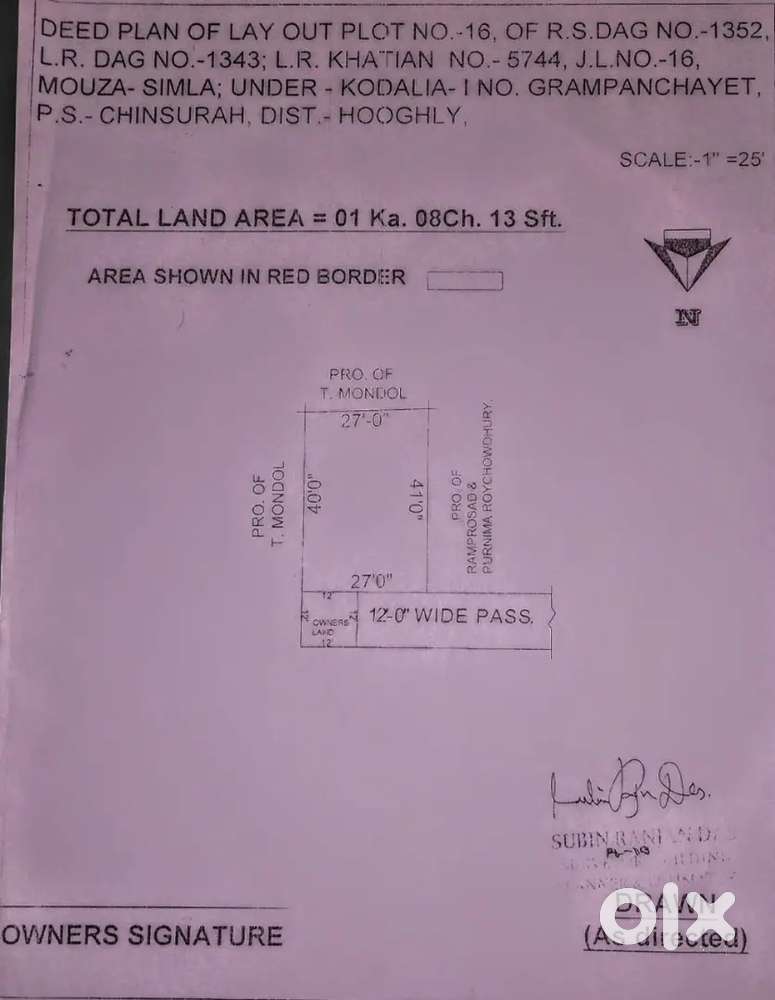 DEED PLAN OF LAY OUT PLOT NO.-16, OF R.S.DAG NO.-1352,
L.R. DAG NO.-1343; L.R. KHATIAN NO.- 5744, J.L.NO.-16,
MOUZA- SIMLA; UNDER - KODALIA- I NO. GRAMPANCHAYET,
P.S.- CHINSURAH, DIST.- HOOGHLY,
SCALE:-1" =25'
TOTAL LAND AREA = 01 Ka. 08Ch. 13 Sft.
AREA SHOWN IN RED BORDER
N
PRO. OF
T. MONDOL
27'-0"
PRO. OF
T. MONDOL
40'0"
41'0"
PRO. OF
RAMPROSAD &
PURNIMA ROYCHOWDHURY.
27'0"
12'
12'
OWNERS
LAND
12'
12'
12'-0" WIDE PASS.
SUBIN RANJAN
DRAWN
(As directed)
OWNERS SIGNATURE
olx